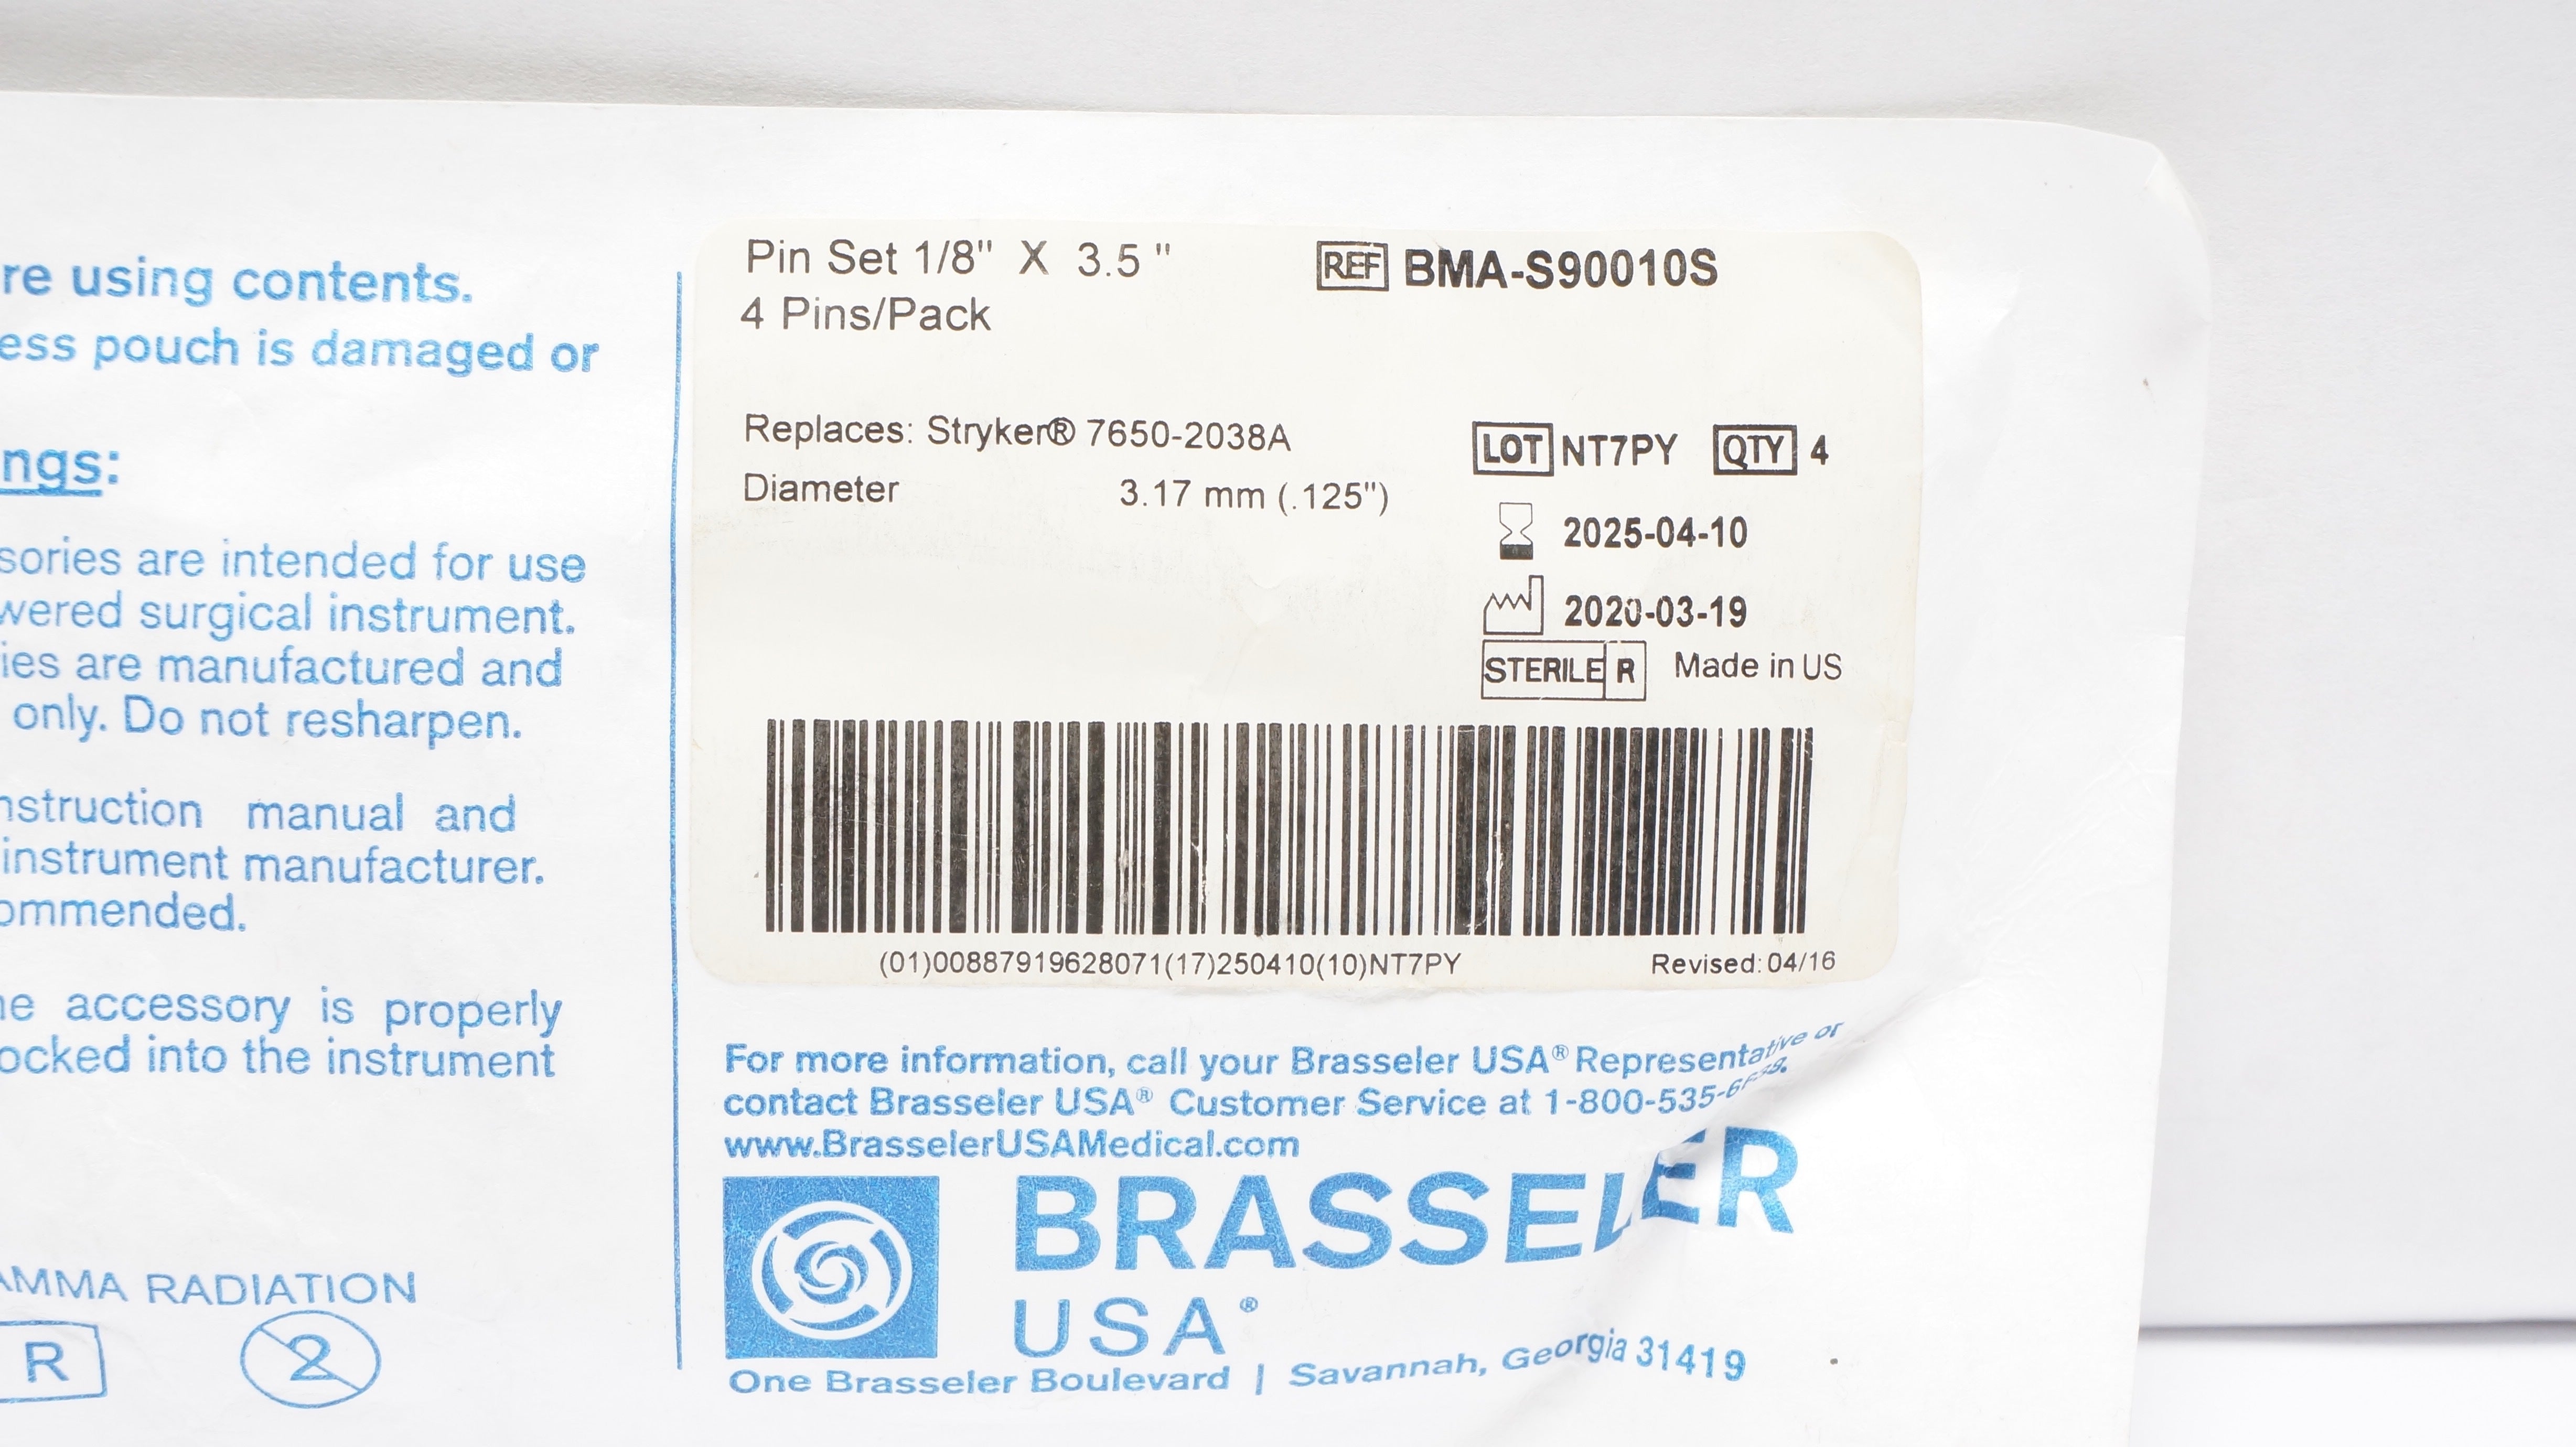 re using contents.
ess pouch is damaged or
ngs:
sories are intended for use
wered surgical instrument.
ies are manufactured and
only. Do not resharpen.
nstruction manual and
instrument manufacturer.
ommended.
ne accessory is properly
ocked into the instrument
AMMA RADIATION
R
2
Pin Set 1/8" X 3.5 "
REF BMA-S90010S
4 Pins/Pack
Replaces: Stryker® 7650-2038A
Diameter 3.17 mm (.125")
LOT NT7PY QTY 4
2025-04-10
2020-03-19
STERILE R Made in US
(01)00887919628071(17)250410(10)NT7PY
Revised: 04/16
For more information, call your Brasseler USA® Representative or
contact Brasseler USA® Customer Service at
www.BrasselerUSAMedical.com
BRASSELER
USA®
One Brasseler Boulevard | Savannah, Georgia 31419